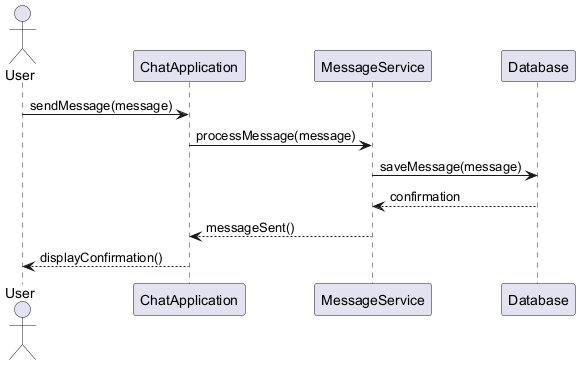 User
ChatApplication
MessageService
Database
sendMessage(message)
processMessage(message)
saveMessage(message)
confirmation
messageSent()
displayConfirmation()
User
ChatApplication
MessageService
Database